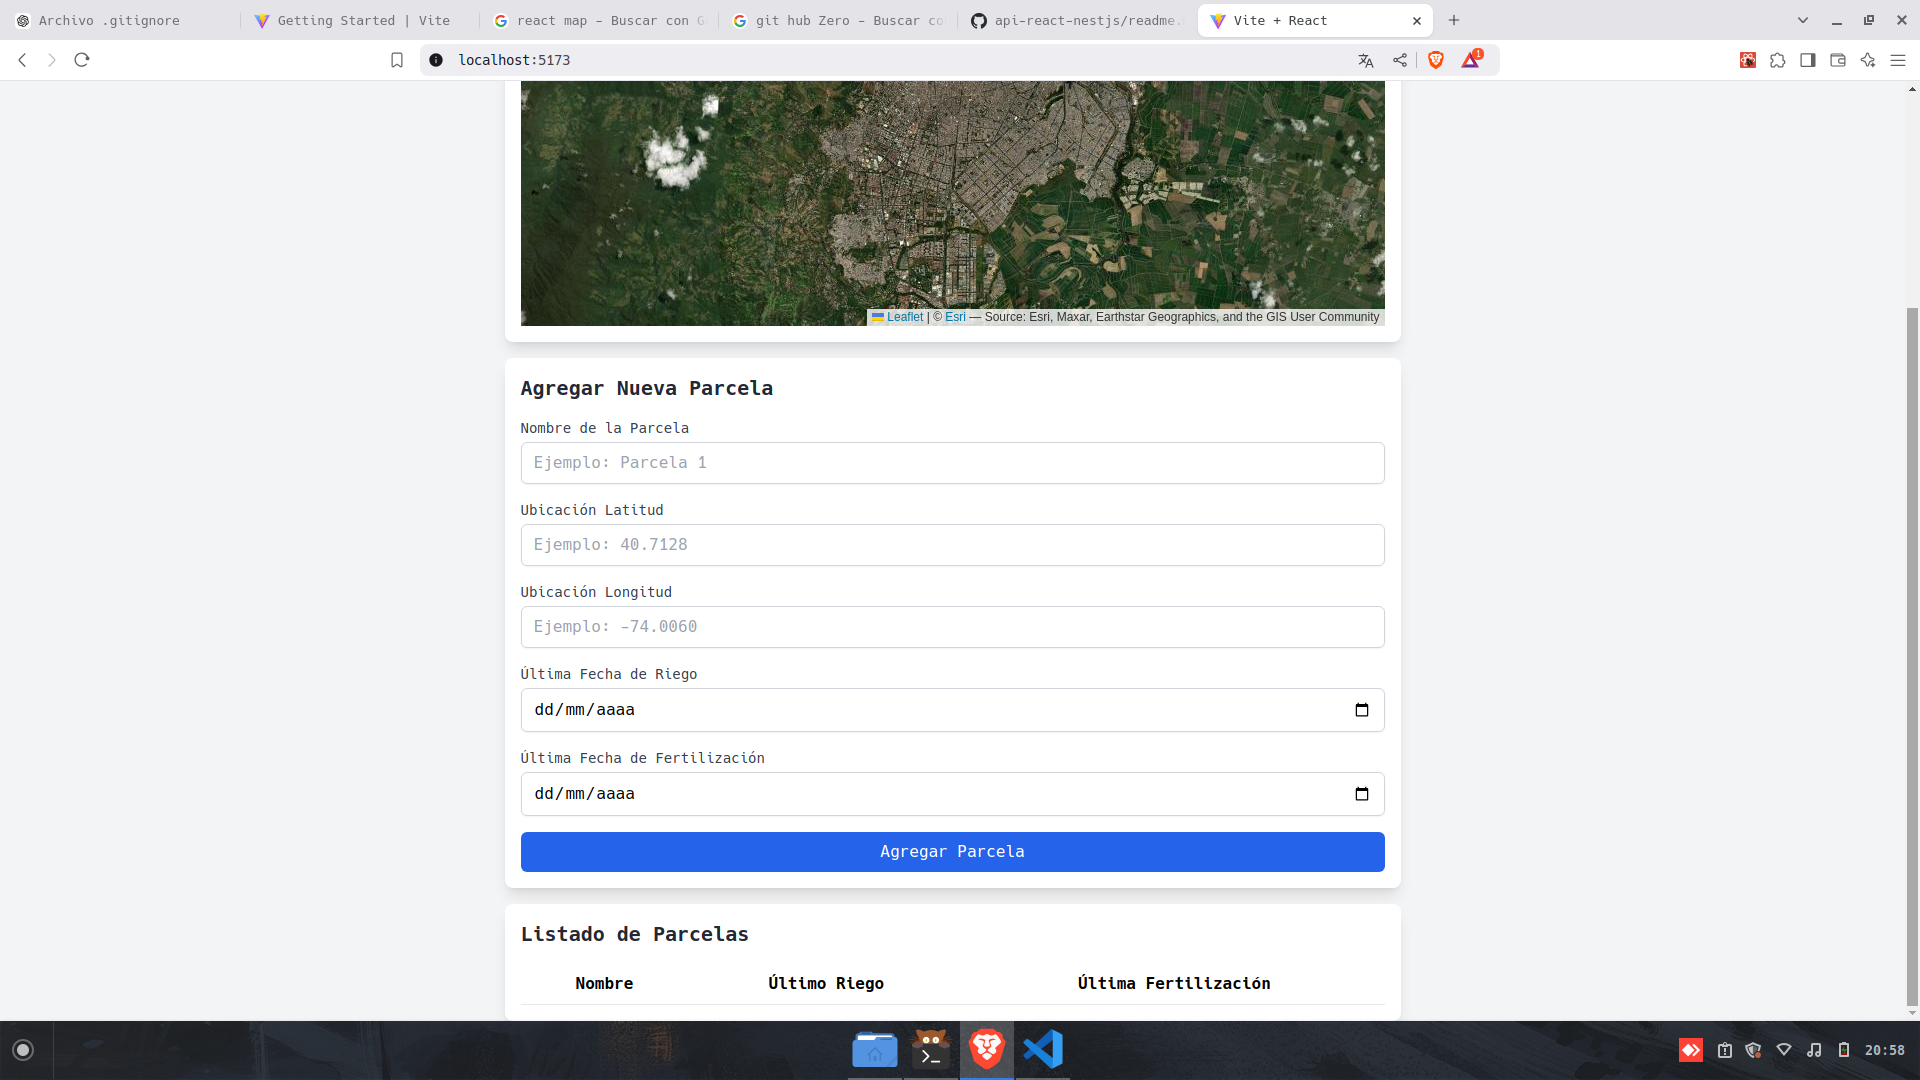 Archivo .gitignore
Getting Started | Vite
react map - Buscar con G
git hub Zero - Buscar co
api-react-nestjs/readme.
Vite + React
localhost:5173
1
Leaflet | © Esri — Source: Esri, Maxar, Earthstar Geographics, and the GIS User Community
Agregar Nueva Parcela
Nombre de la Parcela
Ejemplo: Parcela 1
Ubicación Latitud
Ejemplo: 40.7128
Ubicación Longitud
Ejemplo: -74.0060
Última Fecha de Riego
dd/mm/aaaa
Última Fecha de Fertilización
dd/mm/aaaa
Agregar Parcela
Listado de Parcelas
Nombre Último Riego Última Fertilización
20:58